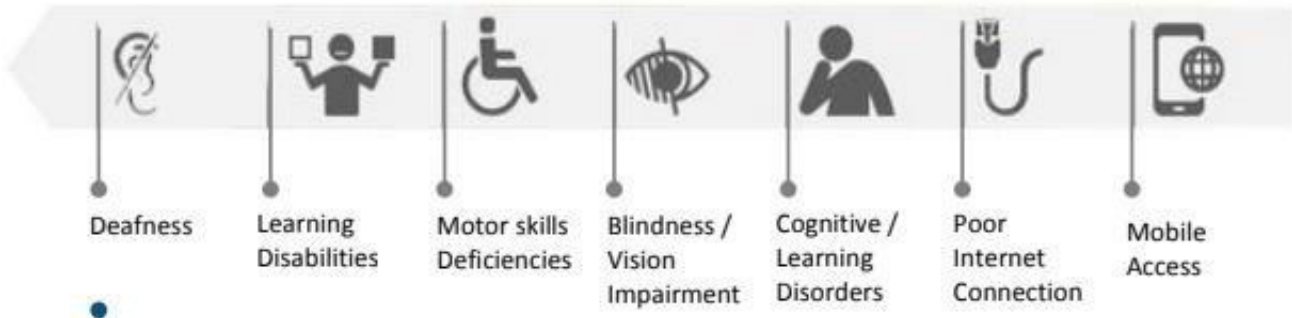 Deafness
Learning
Disabilities
Motor skills
Deficiencies
Blindness /
Vision
Impairment
Cognitive /
Learning
Disorders
Poor
Internet
Connection
Mobile
Access